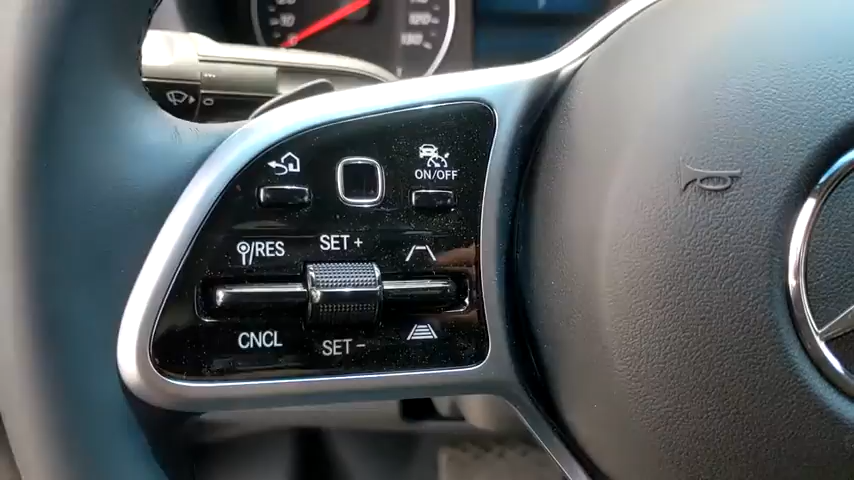 ON/OFF
/RES
SET +
CNCL
SET −